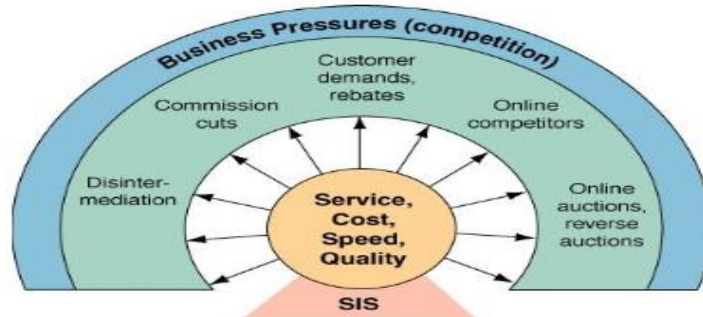 Business Pressures (competition)
Customer
demands,
rebates
Commission
cuts
Online
competitors
Disinter-
mediation
Online
auctions,
reverse
auctions
Service,
Cost,
Speed,
Quality
SIS